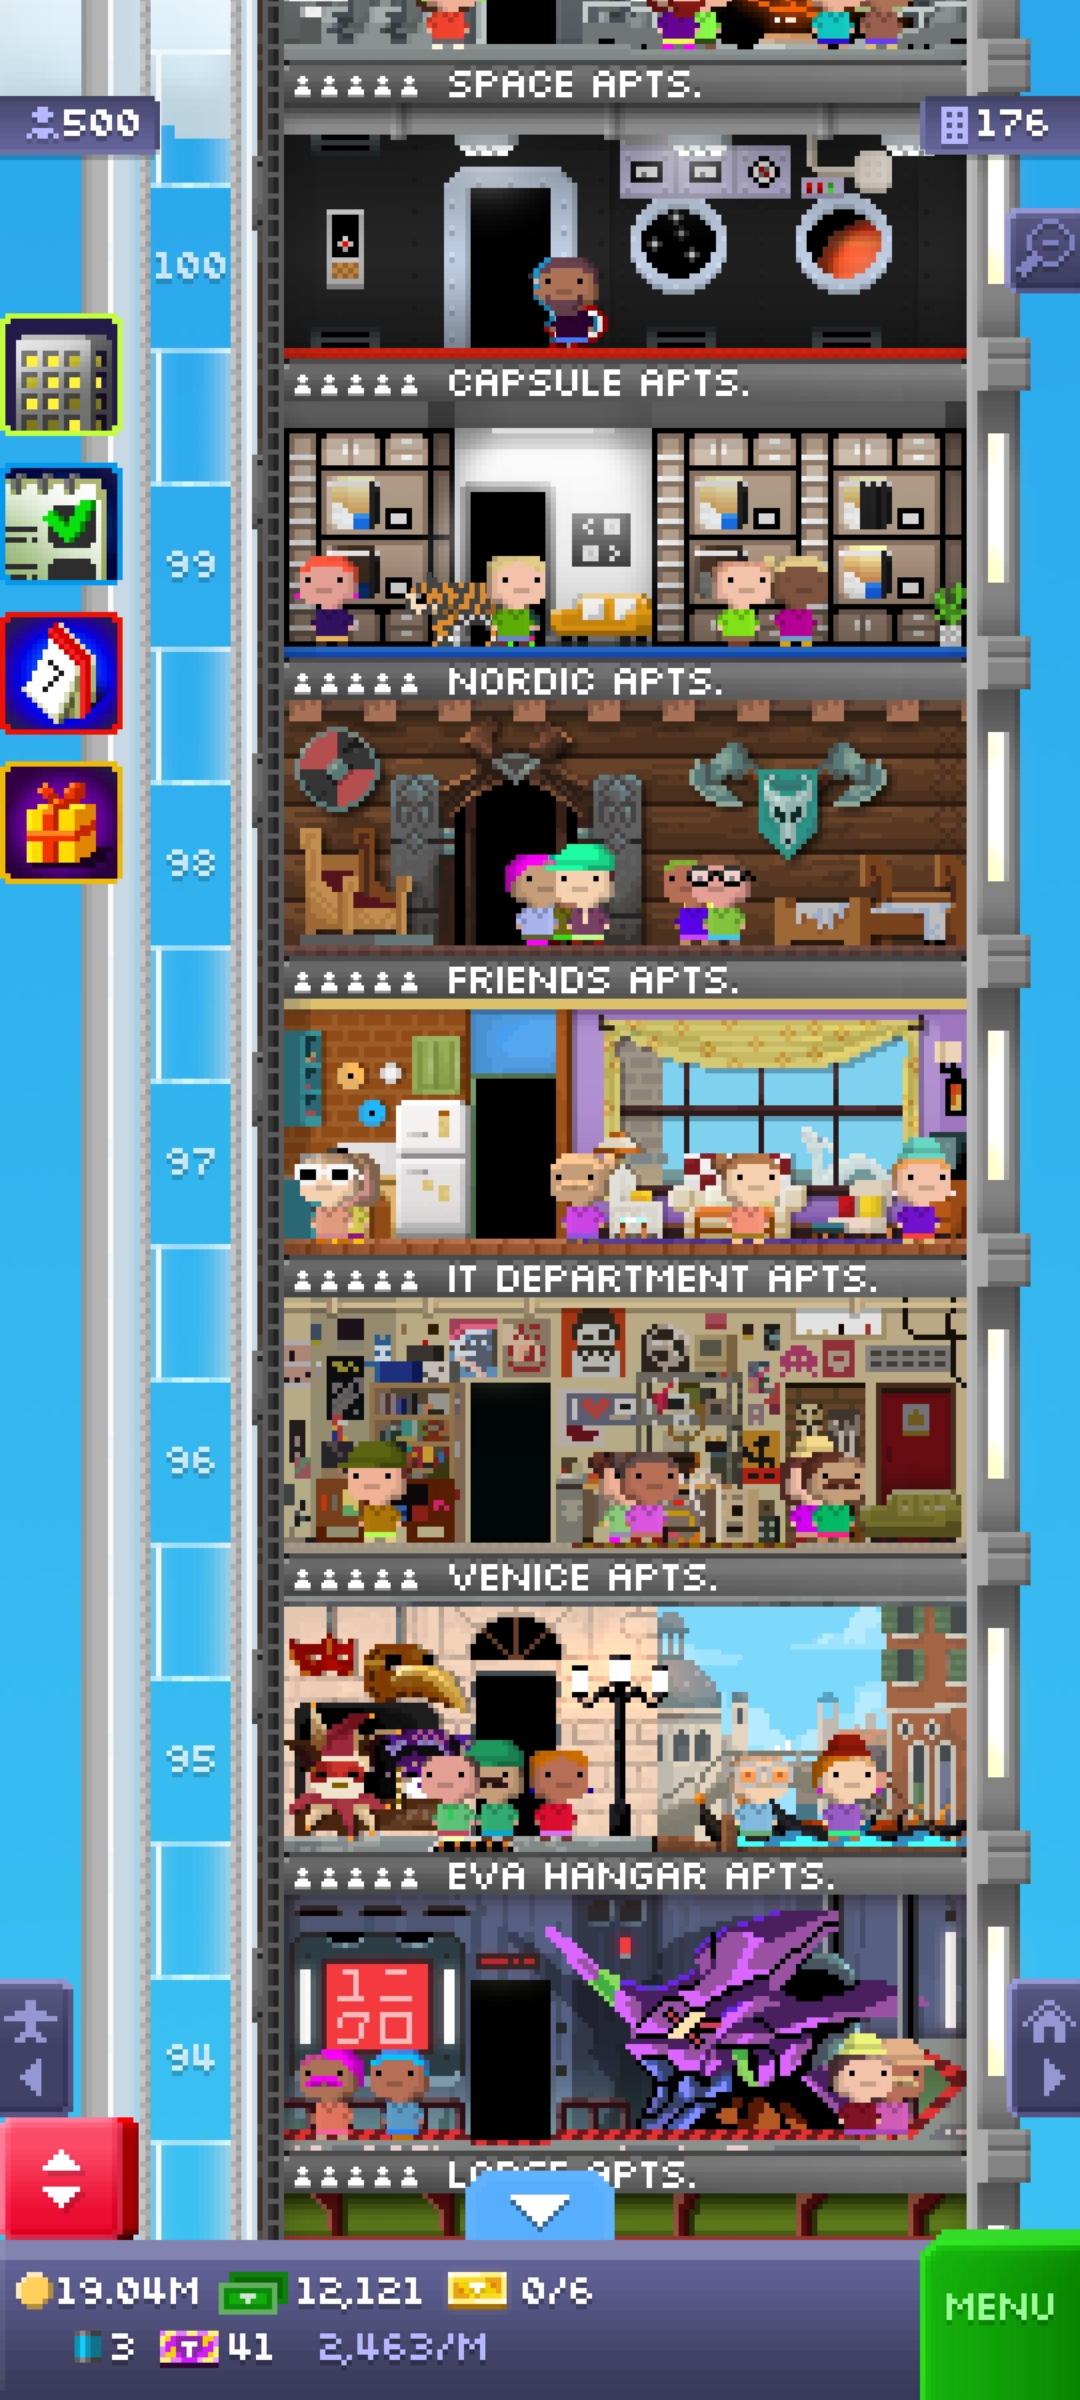 SPACE APTS.
500
176
100
CAPSULE APTS.
99
NORDIC APTS.
98
FRIENDS APTS.
97
IT DEPARTMENT APTS.
96
VENICE APTS.
95
EVA HANGAR APTS.
94
APTS.
19.04M 12,121 0/6
MENU
3 41 2,463/M